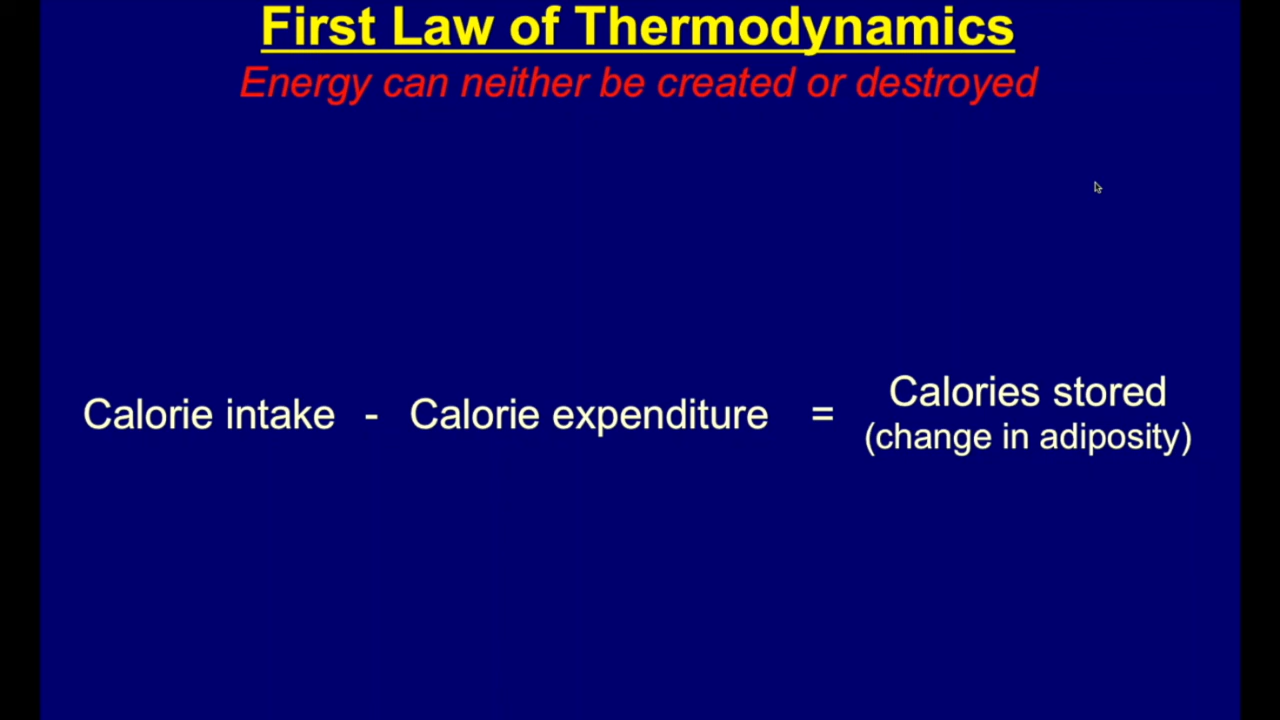 First Law of Thermodynamics
Energy can neither be created or destroyed
Calorie intake - Calorie expenditure = Calories stored
(change in adiposity)